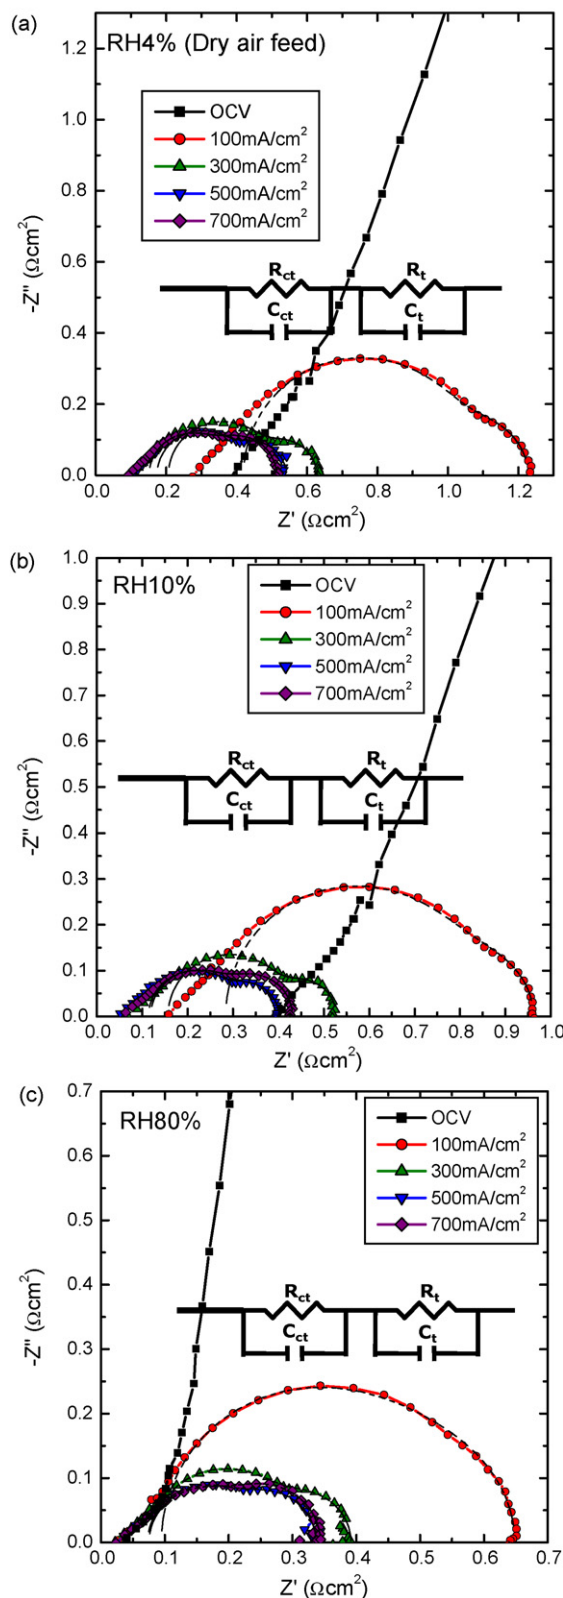 (a)
RH4% (Dry air feed)
OCV
100mA/cm²
300mA/cm²
500mA/cm²
700mA/cm²
R_ct
R_t
C_ct
C_t
-Z'' (Ωcm²)
1.2
1.0
0.8
0.6
0.4
0.2
0.0
0.0 0.2 0.4 0.6 0.8 1.0 1.2
Z' (Ωcm²)
(b)
RH10%
OCV
100mA/cm²
300mA/cm²
500mA/cm²
700mA/cm²
R_ct
R_t
C_ct
C_t
-Z'' (Ωcm²)
1.0
0.9
0.8
0.7
0.6
0.5
0.4
0.3
0.2
0.1
0.0
0.0 0.1 0.2 0.3 0.4 0.5 0.6 0.7 0.8 0.9 1.0
Z' (Ωcm²)
(c)
RH80%
OCV
100mA/cm²
300mA/cm²
500mA/cm²
700mA/cm²
R_ct
R_t
C_ct
C_t
-Z'' (Ωcm²)
0.7
0.6
0.5
0.4
0.3
0.2
0.1
0.0
0.0 0.1 0.2 0.3 0.4 0.5 0.6 0.7
Z' (Ωcm²)